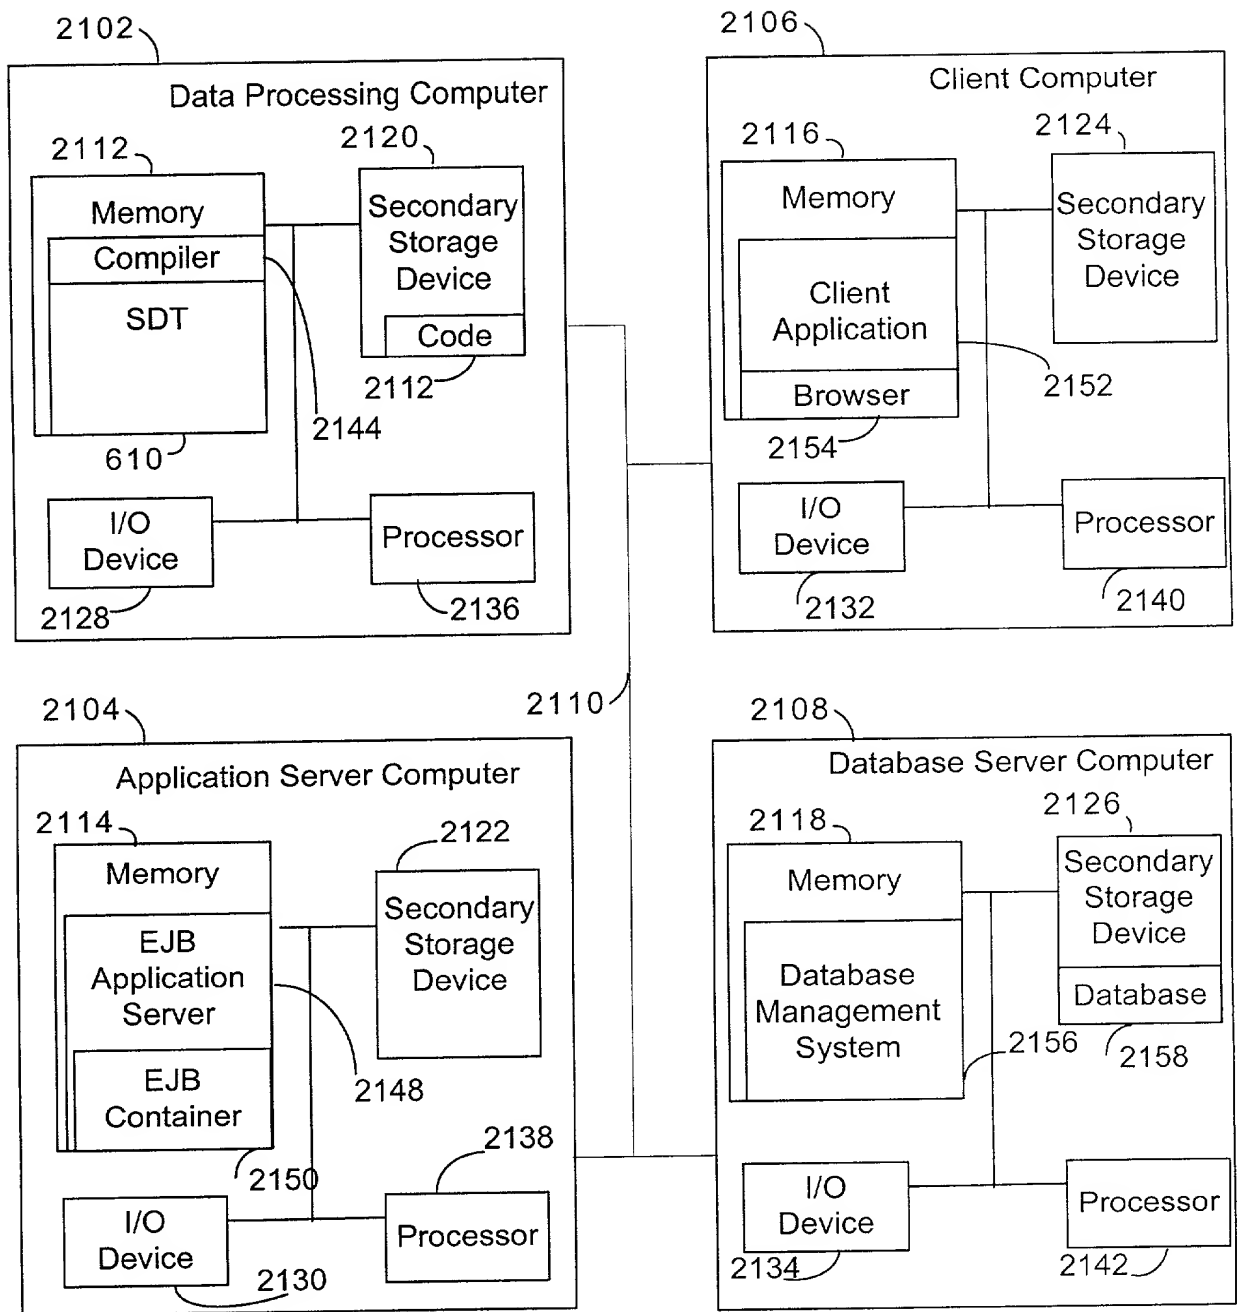 2102
Data Processing Computer
2112
2120
Memory
Compiler
SDT
Secondary
Storage
Device
Code
2112
2144
610
I/O
Device
Processor
2128
2136
2106
Client Computer
2116
2124
Memory
Client
Application
Browser
Secondary
Storage
Device
2152
2154
I/O
Device
Processor
2132
2140
2110
2104
Application Server Computer
2114
2122
Memory
EJB
Application
Server
EJB
Container
Secondary
Storage
Device
2148
2150
2138
I/O
Device
Processor
2130
2108
Database Server Computer
2118
2126
Memory
Database
Management
System
Secondary
Storage
Device
Database
2156
2158
I/O
Device
Processor
2134
2142